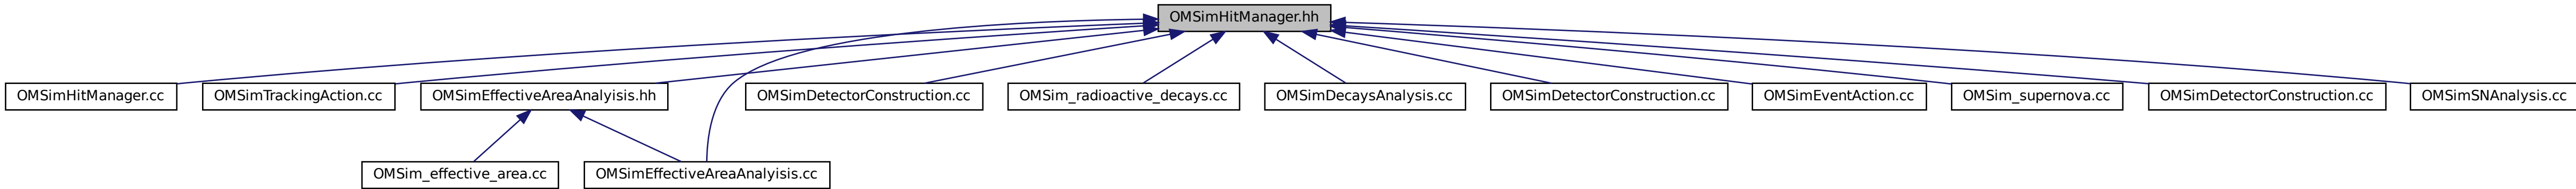 OMSimHitManager.hh
OMSimHitManager.cc
OMSimTrackingAction.cc
OMSimEffectiveAreaAnalyisis.hh
OMSimDetectorConstruction.cc
OMSim_radioactive_decays.cc
OMSimDecaysAnalysis.cc
OMSimDetectorConstruction.cc
OMSimEventAction.cc
OMSim_supernova.cc
OMSimDetectorConstruction.cc
OMSimSNAnalysis.cc
OMSim_effective_area.cc
OMSimEffectiveAreaAnalyisis.cc